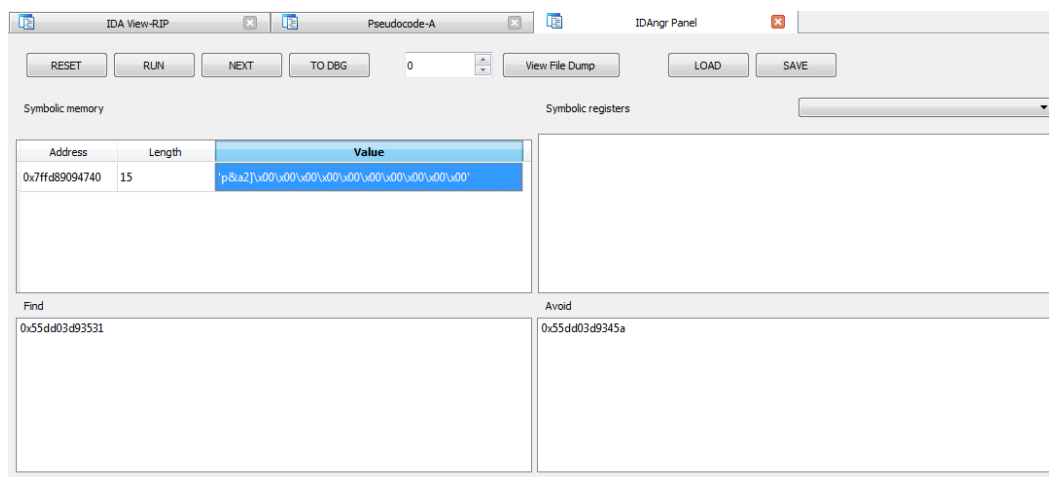 IDA View-RIP Pseudocode-A IDAngr Panel
RESET RUN NEXT TO DBG 0 View File Dump LOAD SAVE
Symbolic memory Symbolic registers
Address Length Value
0x7ffd89094740 15 'p&a2]\x00\x00\x00\x00\x00\x00\x00\x00\x00\x00'
Find Avoid
0x55dd03d93531 0x55dd03d9345a